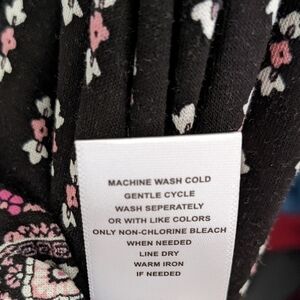 MACHINE WASH COLD
GENTLE CYCLE
WASH SEPERATELY
OR WITH LIKE COLORS
ONLY NON-CHLORINE BLEACH
WHEN NEEDED
LINE DRY
WARM IRON
IF NEEDED